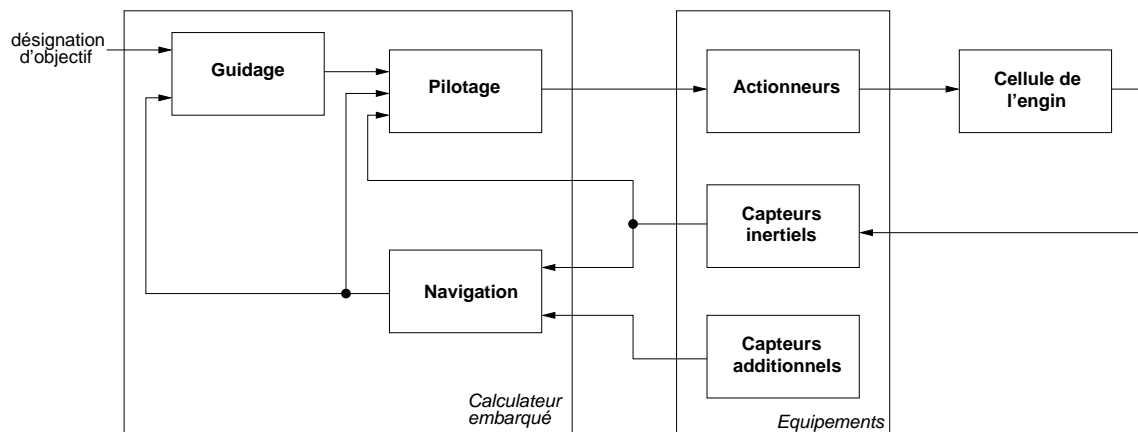 désignation
d'objectif
Guidage
Pilotage
Actionneurs
Cellule de
l'engin
Capteurs
inertiels
Navigation
Capteurs
additionnels
Calculateur
embarqué
Equipements